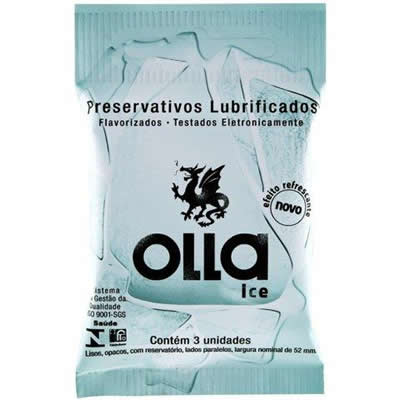 Preservativos Lubrificados
Flavorizados • Testados Eletronicamente
efeito refrescante
novo
OLLA
ice
Sistema
de Gestão da
Qualidade
ISO 9001-SGS
Saúde
Contém 3 unidades
Lisos, opacos, com reservatório, lados paralelos, largura nominal de 52 mm.